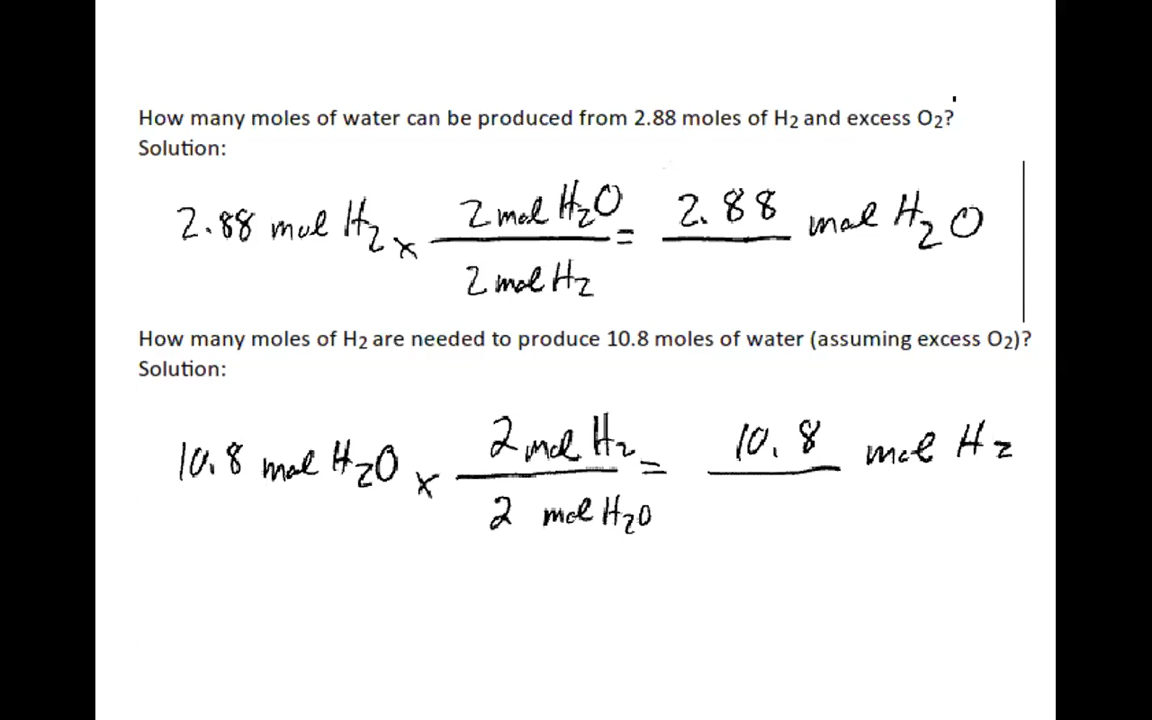 How many moles of water can be produced from 2.88 moles of H2 and excess O2?
Solution:
2.88 mol H2 x 2 mol H2O = 2.88 mol H2O
2 mol H2
How many moles of H2 are needed to produce 10.8 moles of water (assuming excess O2)?
Solution:
10.8 mol H2O x 2 mol H2 = 10.8 mol H2
2 mol H2O